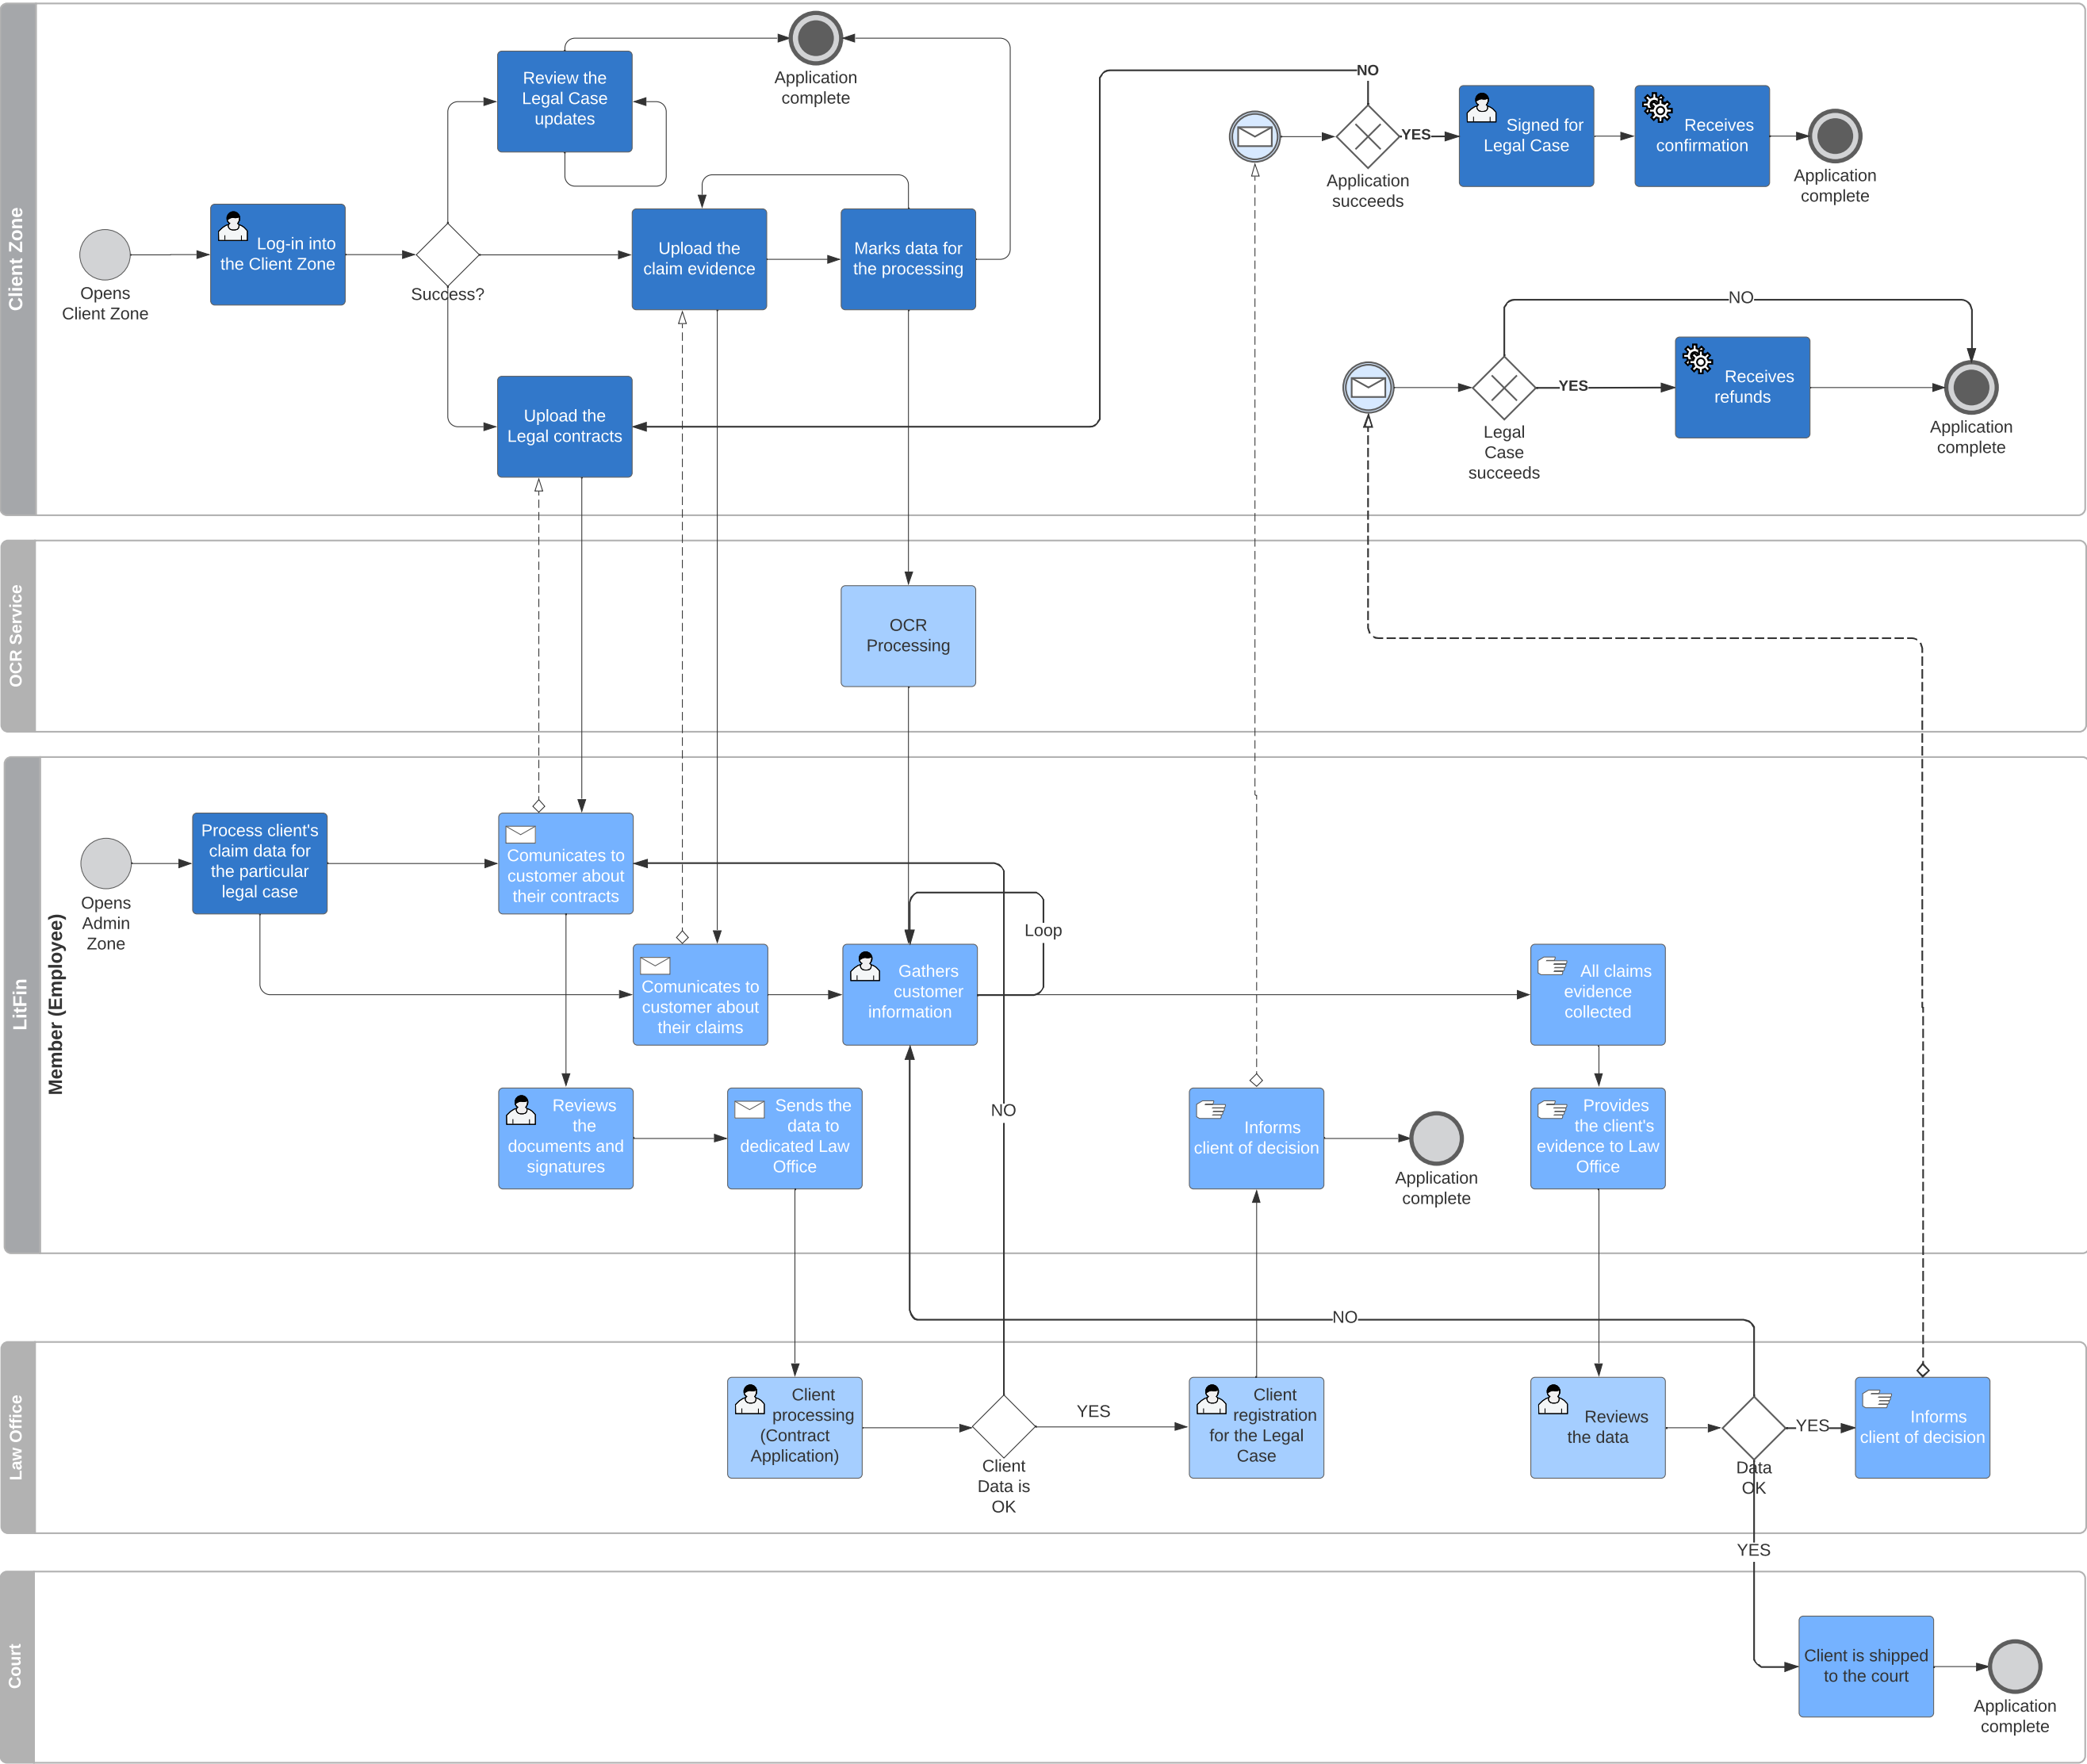 Client Zone
Opens
Client Zone
Log-in into
the Client Zone
Success?
Review the
Legal Case
updates
Application
complete
Upload the
claim evidence
Marks data for
the processing
Upload the
Legal contracts
NO
Application
succeeds
YES
Signed for
Legal Case
Receives
confirmation
Application
complete
NO
Legal
Case
succeeds
YES
Receives
refunds
Application
complete
OCR Service
OCR
Processing
LitFin
Member (Employee)
Opens
Admin
Zone
Process client's
claim data for
the particular
legal case
Comunicates to
customer about
their contracts
Comunicates to
customer about
their claims
Gathers
customer
information
Loop
All claims
evidence
collected
Reviews
the
documents and
signatures
Sends the
data to
dedicated Law
Office
NO
Informs
client of decision
Application
complete
Provides
the client's
evidence to Law
Office
NO
Law Office
Client
processing
(Contract
Application)
Client
Data is
OK
YES
Client
registration
for the Legal
Case
Reviews
the data
Data
OK
YES
Informs
client of decision
YES
Court
Client is shipped
to the court
Application
complete